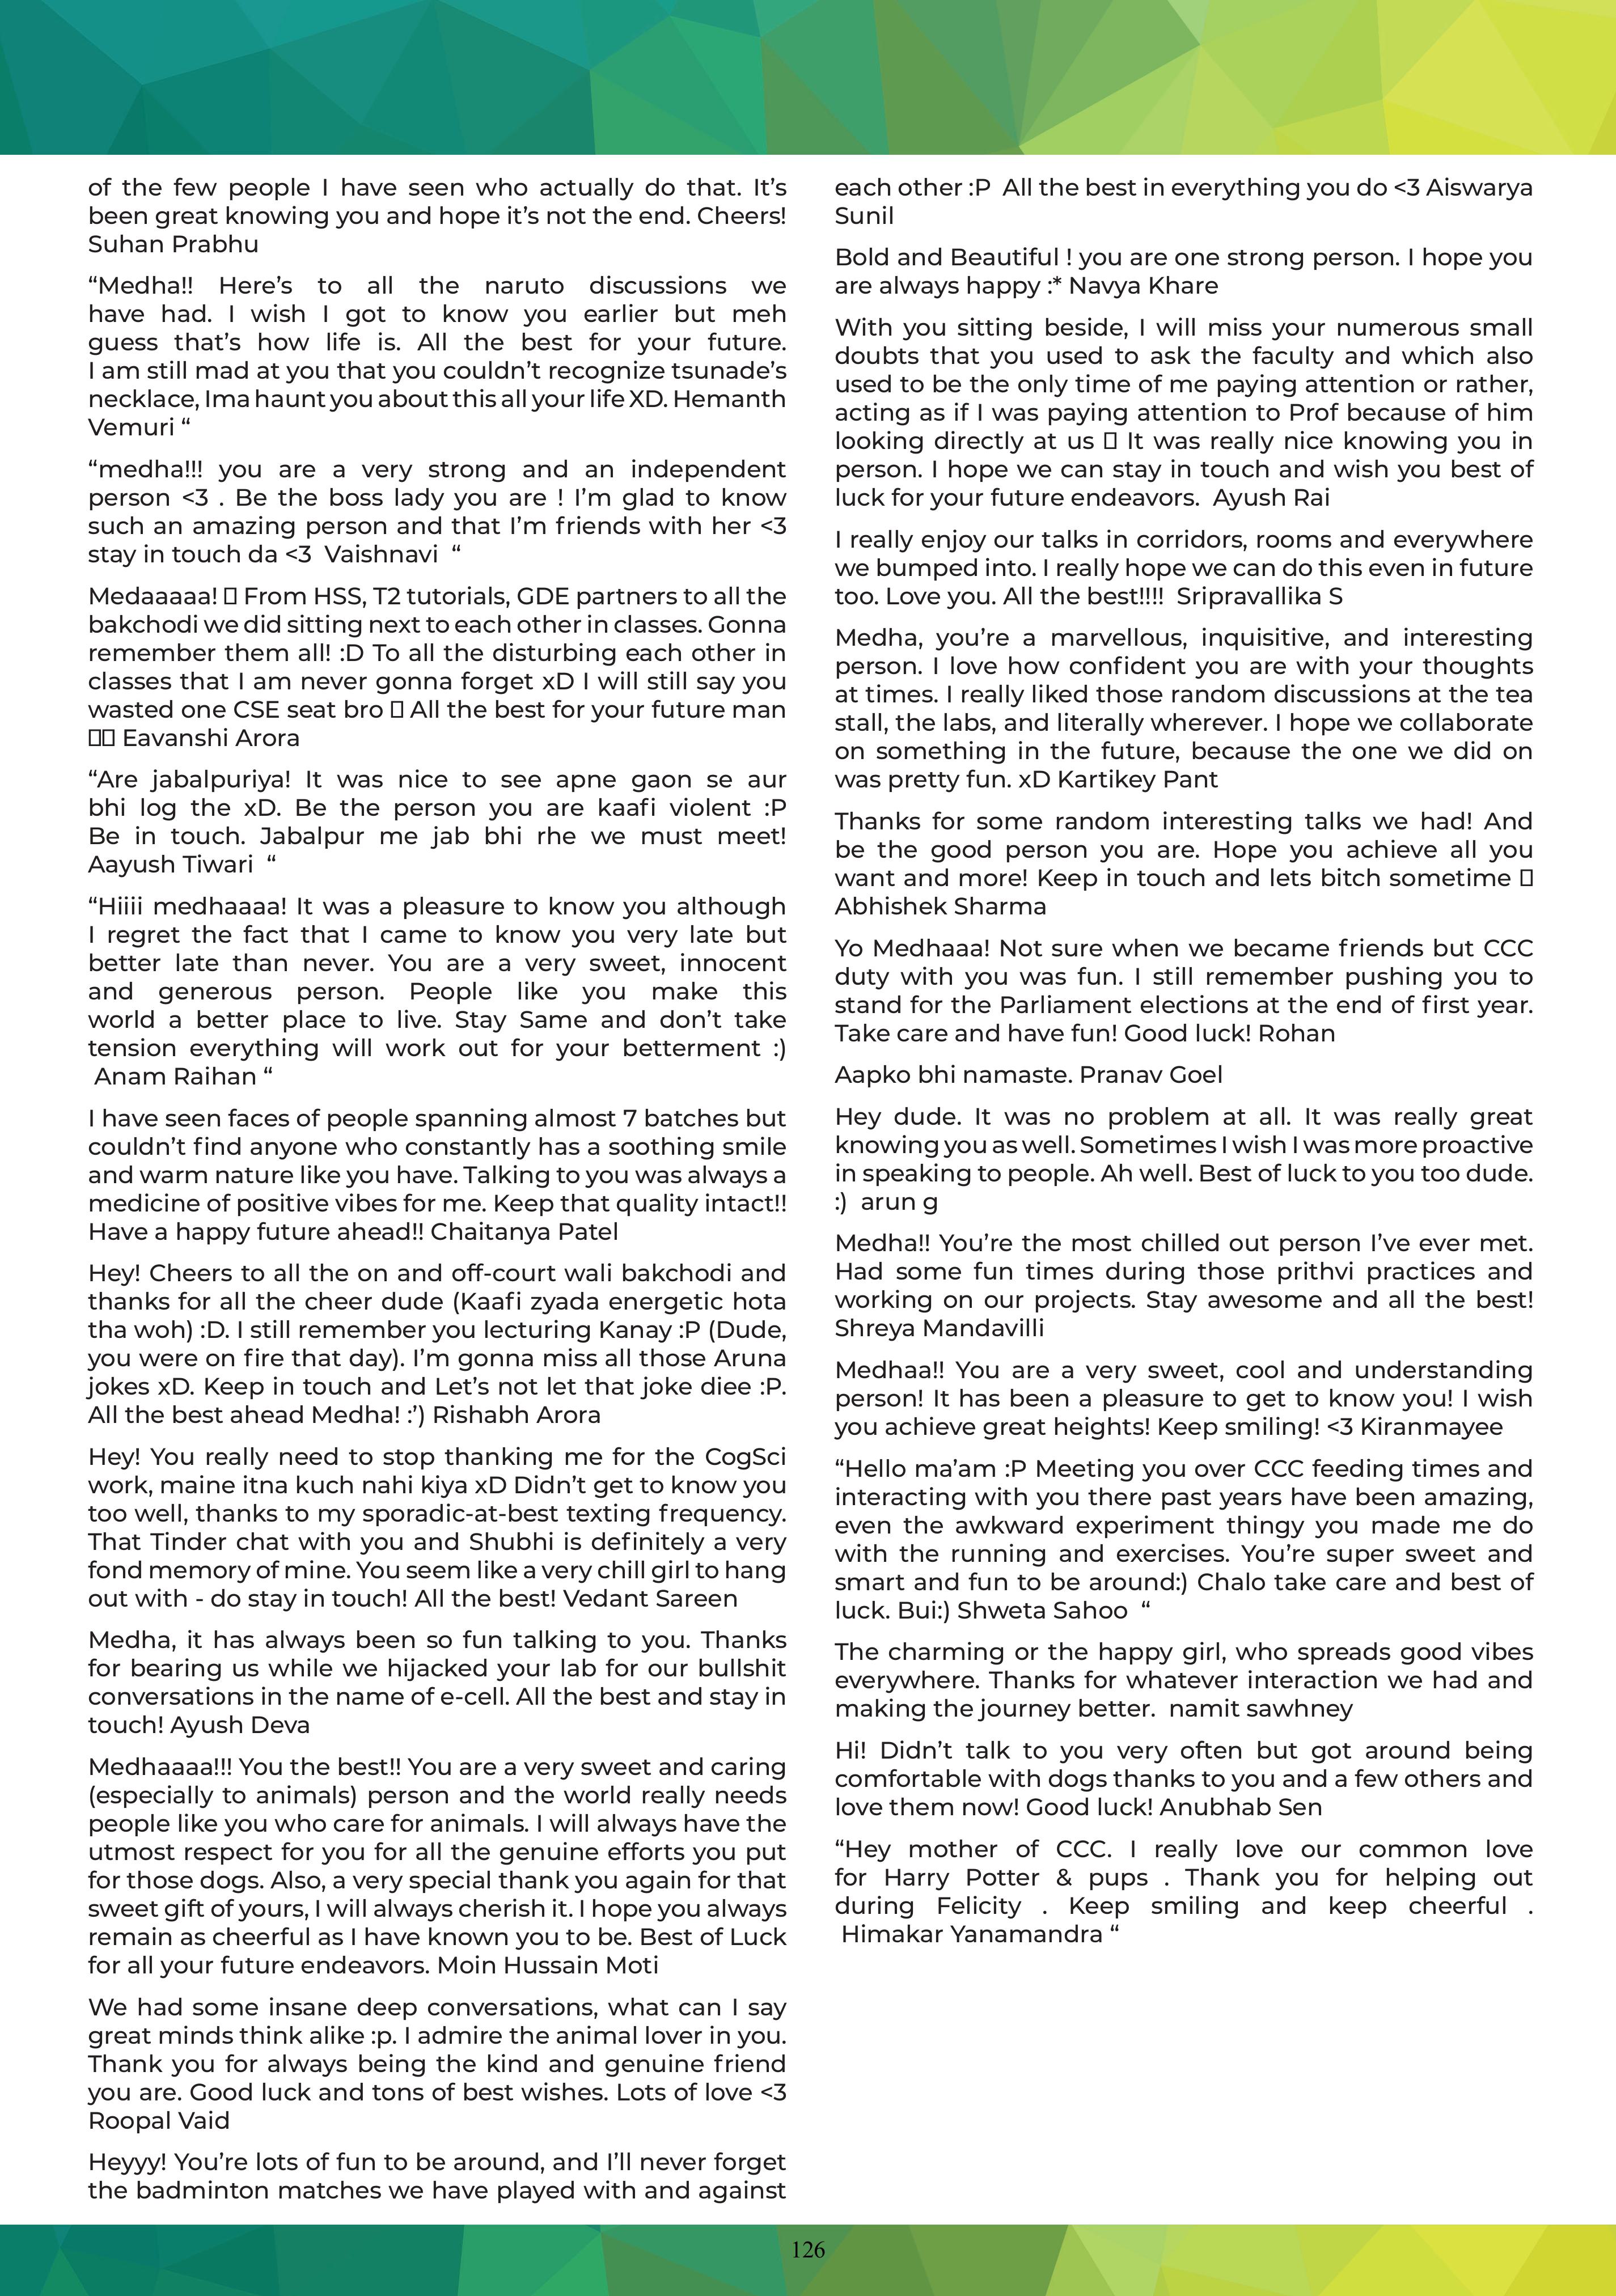 of the few people I have seen who actually do that. It’s
been great knowing you and hope it’s not the end. Cheers!
Suhan Prabhu
“Medha!! Here’s to all the naruto discussions we
have had. I wish I got to know you earlier but meh
guess that’s how life is. All the best for your future.
I am still mad at you that you couldn’t recognize tsunade’s
necklace, Ima haunt you about this all your life XD. Hemanth
Vemuri “
“medha!!! you are a very strong and an independent
person <3 . Be the boss lady you are ! I’m glad to know
such an amazing person and that I’m friends with her <3
stay in touch da <3 Vaishnavi “
Medaaaaa! 🀆 From HSS, T2 tutorials, GDE partners to all the
bakchodi we did sitting next to each other in classes. Gonna
remember them all! :D To all the disturbing each other in
classes that I am never gonna forget xD I will still say you
wasted one CSE seat bro 🀆 All the best for your future man
🀆🀆 Eavanshi Arora
“Are jabalpuriya! It was nice to see apne gaon se aur
bhi log the xD. Be the person you are kaafi violent :P
Be in touch. Jabalpur me jab bhi rhe we must meet!
Aayush Tiwari “
“Hiiii medhaaaa! It was a pleasure to know you although
I regret the fact that I came to know you very late but
better late than never. You are a very sweet, innocent
and generous person. People like you make this
world a better place to live. Stay Same and don’t take
tension everything will work out for your betterment :)
Anam Raihan “
I have seen faces of people spanning almost 7 batches but
couldn’t find anyone who constantly has a soothing smile
and warm nature like you have. Talking to you was always a
medicine of positive vibes for me. Keep that quality intact!!
Have a happy future ahead!! Chaitanya Patel
Hey! Cheers to all the on and off-court wali bakchodi and
thanks for all the cheer dude (Kaafi zyada energetic hota
tha woh) :D. I still remember you lecturing Kanay :P (Dude,
you were on fire that day). I’m gonna miss all those Aruna
jokes xD. Keep in touch and Let’s not let that joke diee :P.
All the best ahead Medha! :’) Rishabh Arora
Hey! You really need to stop thanking me for the CogSci
work, maine itna kuch nahi kiya xD Didn’t get to know you
too well, thanks to my sporadic-at-best texting frequency.
That Tinder chat with you and Shubhi is definitely a very
fond memory of mine. You seem like a very chill girl to hang
out with - do stay in touch! All the best! Vedant Sareen
Medha, it has always been so fun talking to you. Thanks
for bearing us while we hijacked your lab for our bullshit
conversations in the name of e-cell. All the best and stay in
touch! Ayush Deva
Medhaaaa!!! You the best!! You are a very sweet and caring
(especially to animals) person and the world really needs
people like you who care for animals. I will always have the
utmost respect for you for all the genuine efforts you put
for those dogs. Also, a very special thank you again for that
sweet gift of yours, I will always cherish it. I hope you always
remain as cheerful as I have known you to be. Best of Luck
for all your future endeavors. Moin Hussain Moti
We had some insane deep conversations, what can I say
great minds think alike :p. I admire the animal lover in you.
Thank you for always being the kind and genuine friend
you are. Good luck and tons of best wishes. Lots of love <3
Roopal Vaid
Heyyy! You’re lots of fun to be around, and I’ll never forget
the badminton matches we have played with and against
each other :P All the best in everything you do <3 Aiswarya
Sunil
Bold and Beautiful ! you are one strong person. I hope you
are always happy :* Navya Khare
With you sitting beside, I will miss your numerous small
doubts that you used to ask the faculty and which also
used to be the only time of me paying attention or rather,
acting as if I was paying attention to Prof because of him
looking directly at us 🀆 It was really nice knowing you in
person. I hope we can stay in touch and wish you best of
luck for your future endeavors. Ayush Rai
I really enjoy our talks in corridors, rooms and everywhere
we bumped into. I really hope we can do this even in future
too. Love you. All the best!!!! Sripravallika S
Medha, you’re a marvellous, inquisitive, and interesting
person. I love how confident you are with your thoughts
at times. I really liked those random discussions at the tea
stall, the labs, and literally wherever. I hope we collaborate
on something in the future, because the one we did on
was pretty fun. xD Kartikey Pant
Thanks for some random interesting talks we had! And
be the good person you are. Hope you achieve all you
want and more! Keep in touch and lets bitch sometime 🀆
Abhishek Sharma
Yo Medhaaa! Not sure when we became friends but CCC
duty with you was fun. I still remember pushing you to
stand for the Parliament elections at the end of first year.
Take care and have fun! Good luck! Rohan
Aapko bhi namaste. Pranav Goel
Hey dude. It was no problem at all. It was really great
knowing you as well. Sometimes I wish I was more proactive
in speaking to people. Ah well. Best of luck to you too dude.
:) arun g
Medha!! You’re the most chilled out person I’ve ever met.
Had some fun times during those prithvi practices and
working on our projects. Stay awesome and all the best!
Shreya Mandavilli
Medhaa!! You are a very sweet, cool and understanding
person! It has been a pleasure to get to know you! I wish
you achieve great heights! Keep smiling! <3 Kiranmayee
“Hello ma’am :P Meeting you over CCC feeding times and
interacting with you there past years have been amazing,
even the awkward experiment thingy you made me do
with the running and exercises. You’re super sweet and
smart and fun to be around:) Chalo take care and best of
luck. Bui:) Shweta Sahoo “
The charming or the happy girl, who spreads good vibes
everywhere. Thanks for whatever interaction we had and
making the journey better. namit sawhney
Hi! Didn’t talk to you very often but got around being
comfortable with dogs thanks to you and a few others and
love them now! Good luck! Anubhab Sen
“Hey mother of CCC. I really love our common love
for Harry Potter & pups . Thank you for helping out
during Felicity . Keep smiling and keep cheerful .
Himakar Yanamandra “
126